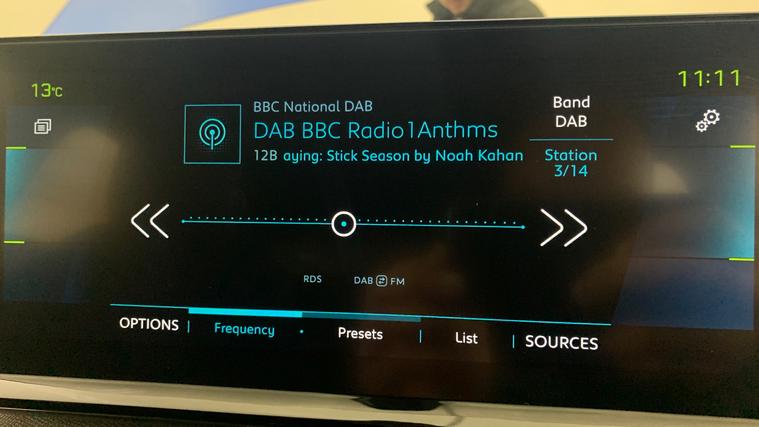 13°C
11:11
BBC National DAB
DAB BBC Radio1Anthms
12B aying: Stick Season by Noah Kahan
Band
DAB
Station
3/14
RDS
DAB FM
OPTIONS
Frequency
Presets
List
SOURCES